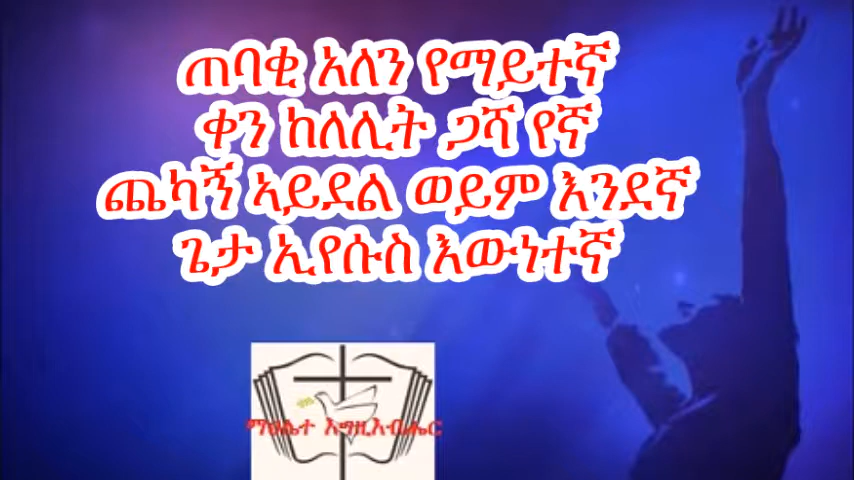 ጠባቂ አለን የማይተኛ
ቀን ከለሊት ጋሻ የኛ
ጨካኝ ኣይደል ወይም እንደኛ
ጌታ ኢየሱስ እውነተኛ
ማህሌተ እግዚአብሔር